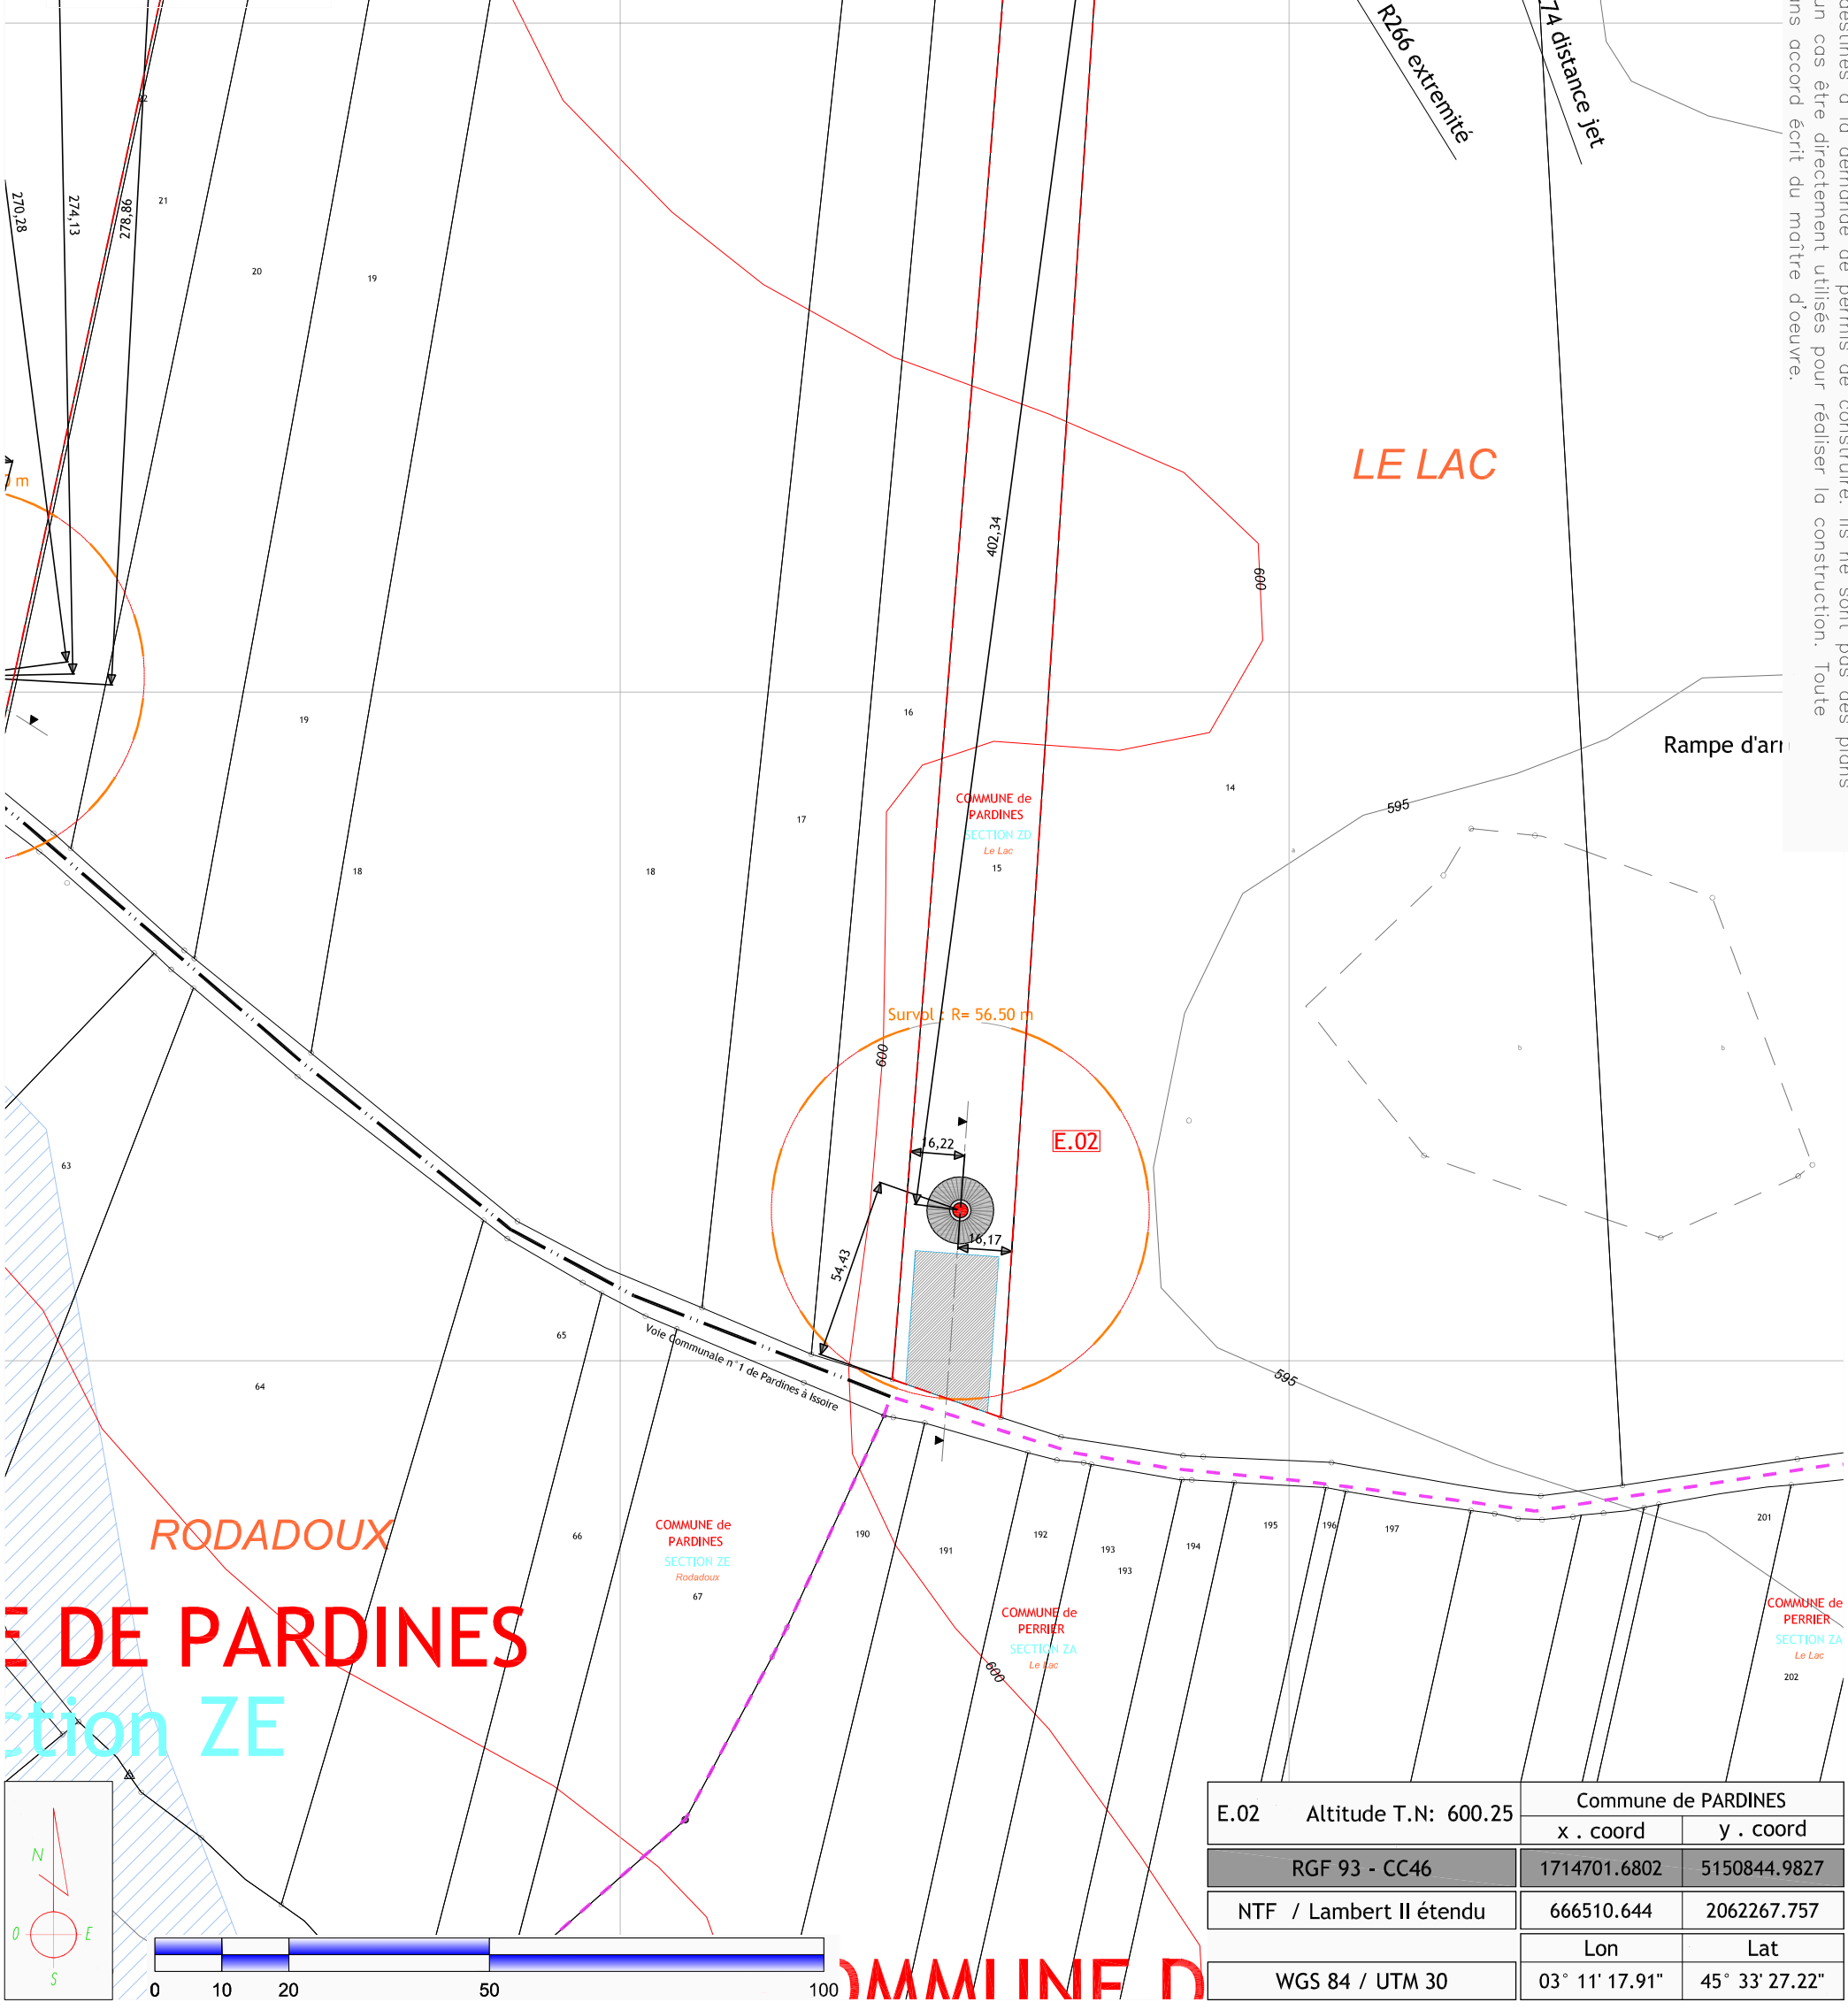 R266 extremité
74 distance jet
destinés à la demande de permis de construire. Ils ne sont pas des plans
un cas être directement utilisés pour réaliser la construction. Toute
ans accord écrit du maître d'oeuvre.
22
270,28
274,13
278,86
21
20
19
LE LAC
m
402,34
600
19
16
Rampe d'arr
14
595
COMMUNE de
PARDINES
SECTION ZD
Le Lac
17
15
18
18
a
Survol : R= 56.50 m
600
b
b
E.02
16,22
63
16,17
54,43
65
Voie Communale n°1 de Pardines à Issoire
64
595
RODADOUX
66
COMMUNE de
PARDINES
SECTION ZE
Rodadoux
67
190
191
192
193
193
194
195
196
197
201
E DE PARDINES
ction ZE
COMMUNE de
PERRIER
SECTION ZA
Le Lac
600
COMMUNE de
PERRIER
SECTION ZA
Le Lac
202
N
O
E
S
0 10 20 50 100
OMMUNE D
E.02 Altitude T.N: 600.25
Commune de PARDINES
x . coord y . coord
RGF 93 - CC46 1714701.6802 5150844.9827
NTF / Lambert II étendu 666510.644 2062267.757
Lon Lat
WGS 84 / UTM 30 03° 11' 17.91" 45° 33' 27.22"